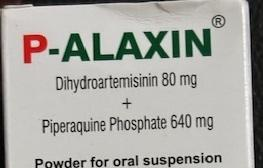 P-ALAXIN®
Dihydroartemisinin 80 mg
+
Piperaquine Phosphate 640 mg
Powder for oral suspension